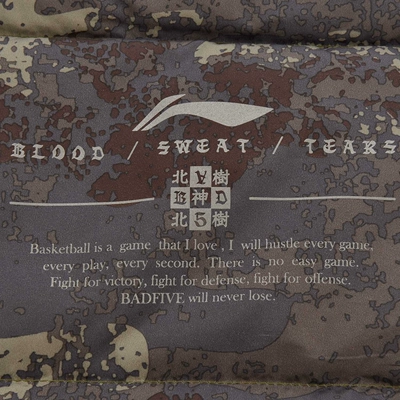 BLOOD / SWEAT / TEARS
北 Y 樹
B 神 D
北 5 樹
Basketball is a game that I love , I will hustle every game,
every play, every second. There is no easy game.
Fight for victory, fight for defense, fight for offense.
BADFIVE will never lose.